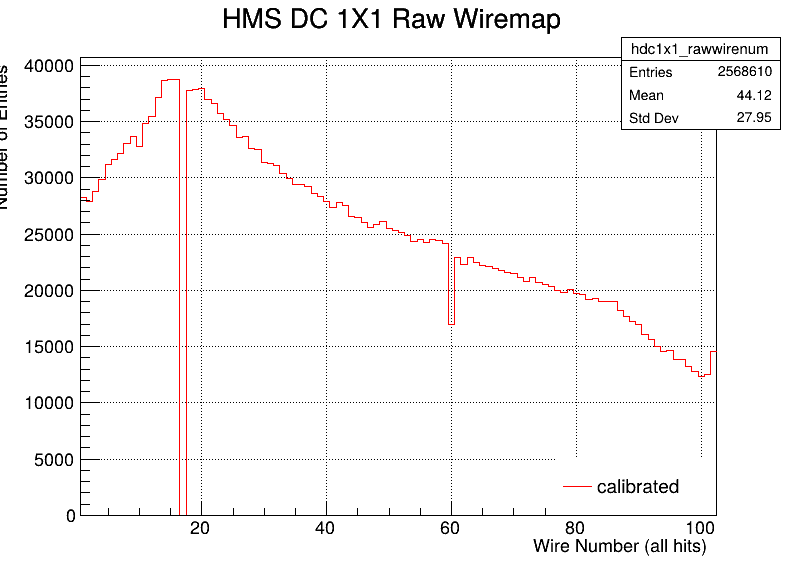 HMS DC 1X1 Raw Wiremap
hdc1x1_rawwirenum
Entries 2568610
Mean 44.12
Std Dev 27.95
Number of Entries
40000
35000
30000
25000
20000
15000
10000
5000
0
calibrated
20 40 60 80 100
Wire Number (all hits)